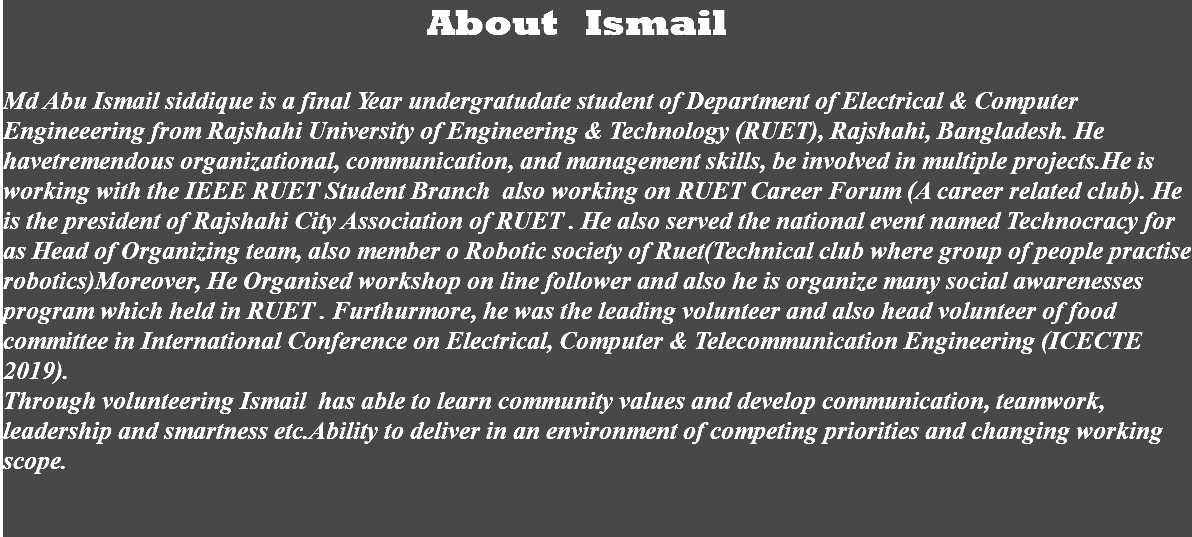 About Ismail
Md Abu Ismail siddique is a final Year undergratudate student of Department of Electrical & Computer
Engineeering from Rajshahi University of Engineering & Technology (RUET), Rajshahi, Bangladesh. He
havetremendous organizational, communication, and management skills, be involved in multiple projects.He is
working with the IEEE RUET Student Branch also working on RUET Career Forum (A career related club). He
is the president of Rajshahi City Association of RUET . He also served the national event named Technocracy for
as Head of Organizing team, also member o Robotic society of Ruet(Technical club where group of people practise
robotics)Moreover, He Organised workshop on line follower and also he is organize many social awarenesses
program which held in RUET . Furthurmore, he was the leading volunteer and also head volunteer of food
committee in International Conference on Electrical, Computer & Telecommunication Engineering (ICECTE
2019).
Through volunteering Ismail has able to learn community values and develop communication, teamwork,
leadership and smartness etc.Ability to deliver in an environment of competing priorities and changing working
scope.